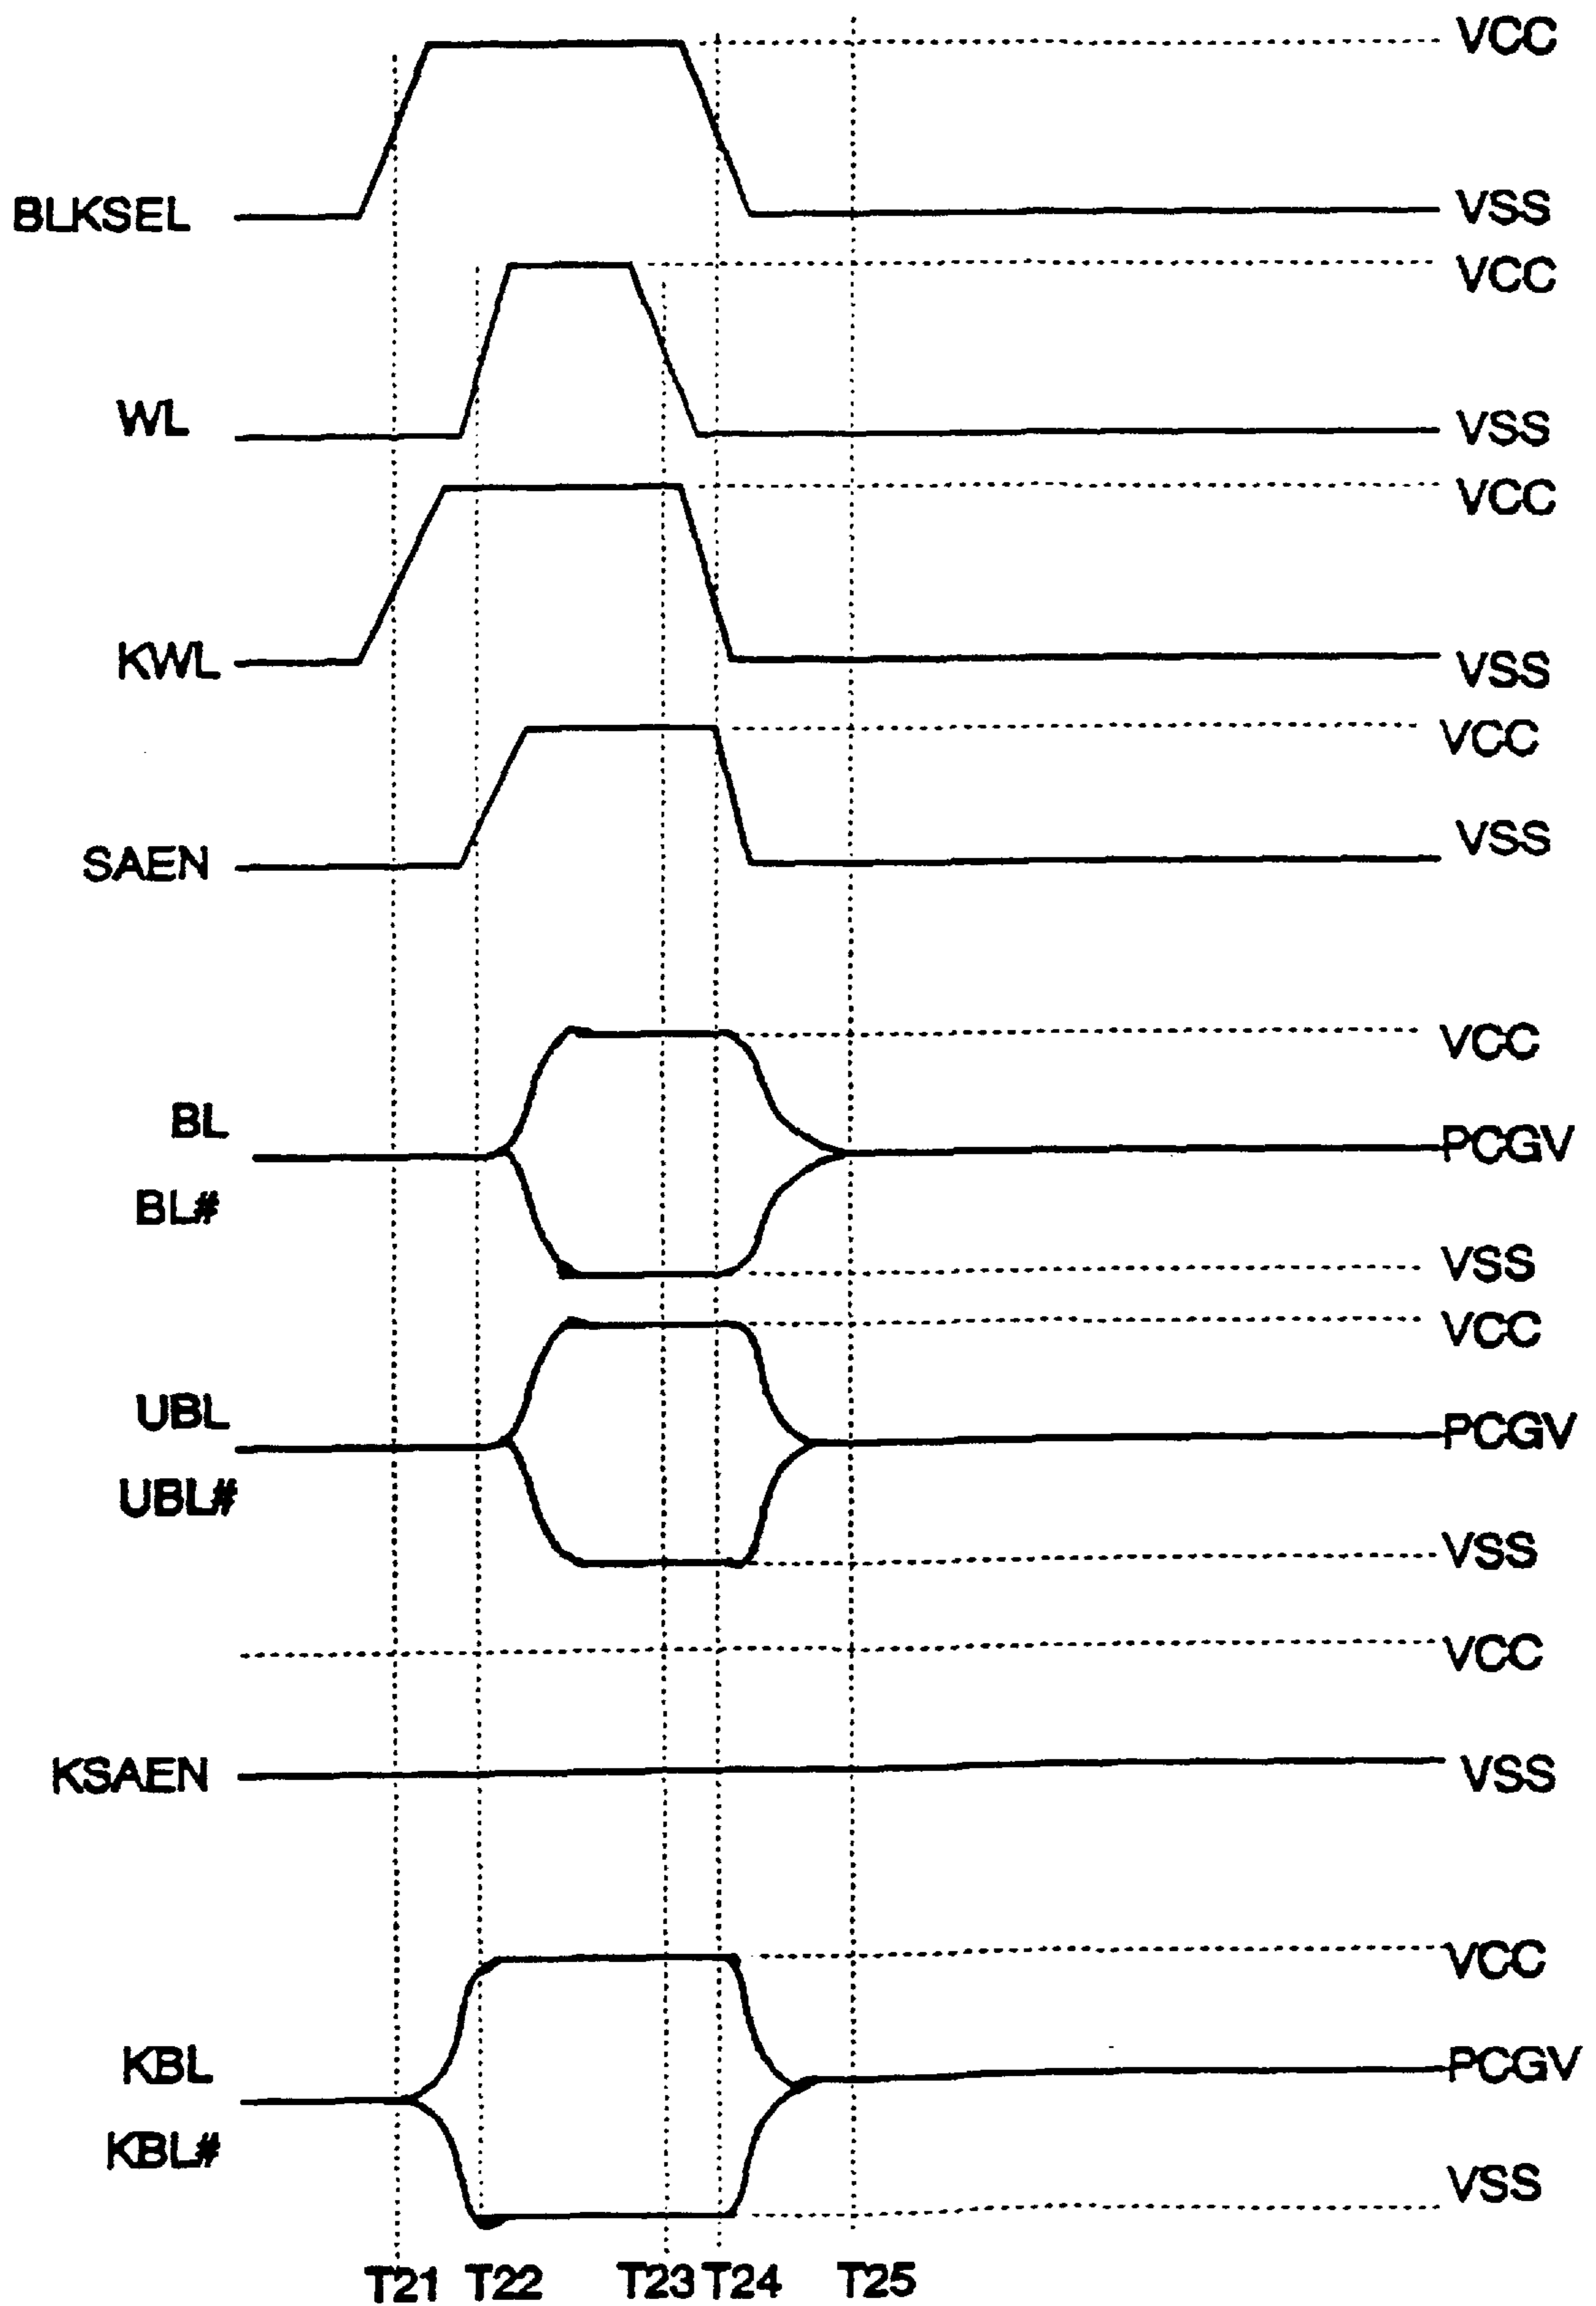 VCC
BLKSEL VSS
VCC
WL VSS
VCC
KWL VSS
VCC
SAEN VSS
VCC
BL PCGV
BL#
VSS
VCC
UBL PCGV
UBL#
VSS
VCC
KSAEN VSS
VCC
KBL PCGV
KBL#
VSS
T21 T22 T23 T24 T25